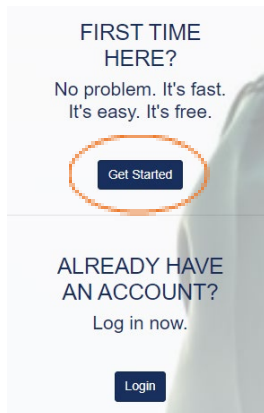 FIRST TIME
HERE?
No problem. It's fast.
It's easy. It's free.
Get Started
ALREADY HAVE
AN ACCOUNT?
Log in now.
Login